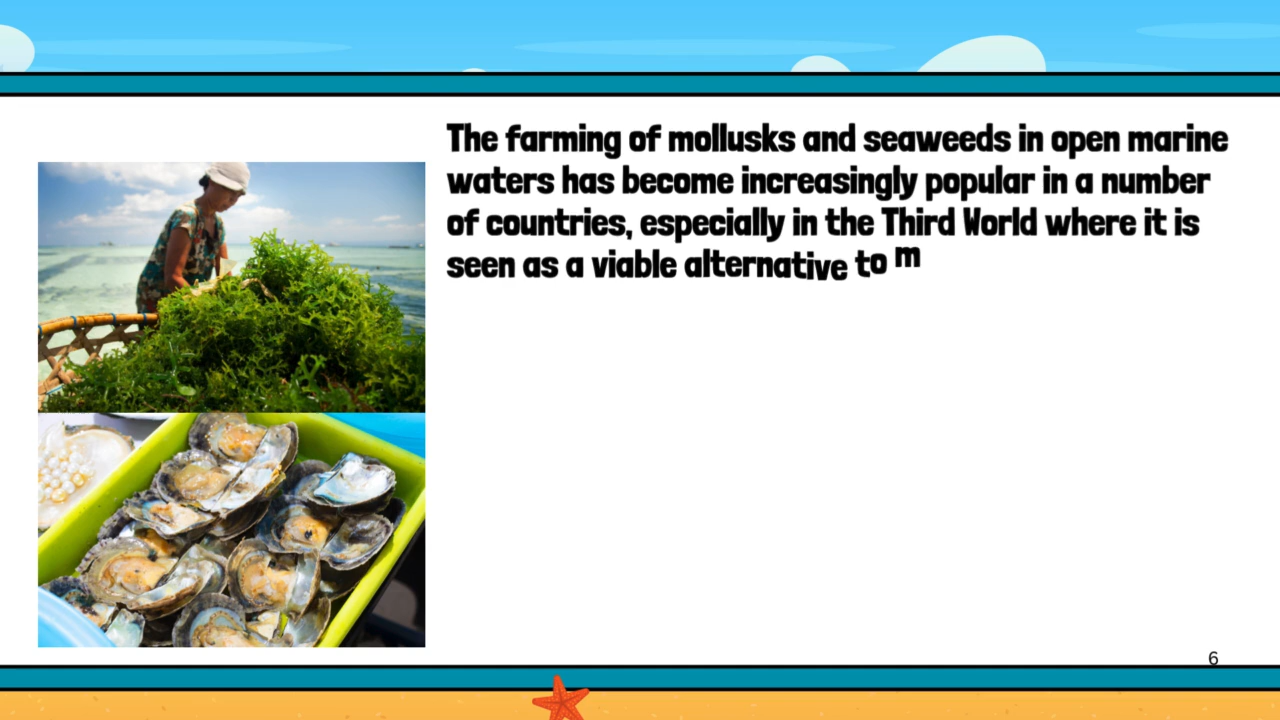 The farming of mollusks and seaweeds in open marine
waters has become increasingly popular in a number
of countries, especially in the Third World where it is
seen as a viable alternative to m
6